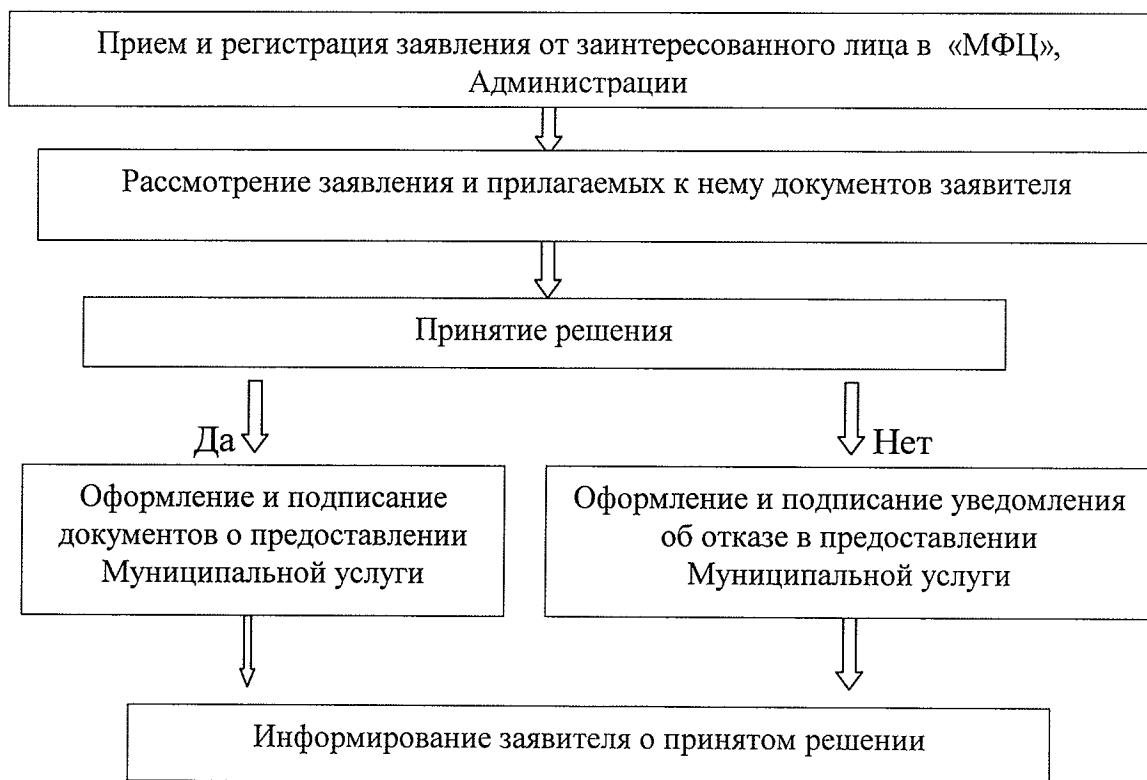 Прием и регистрация заявления от заинтересованного лица в «МФЦ»,
Администрации
Рассмотрение заявления и прилагаемых к нему документов заявителя
Принятие решения
Да
Нет
Оформление и подписание
документов о предоставлении
Муниципальной услуги
Оформление и подписание уведомления
об отказе в предоставлении
Муниципальной услуги
Информирование заявителя о принятом решении